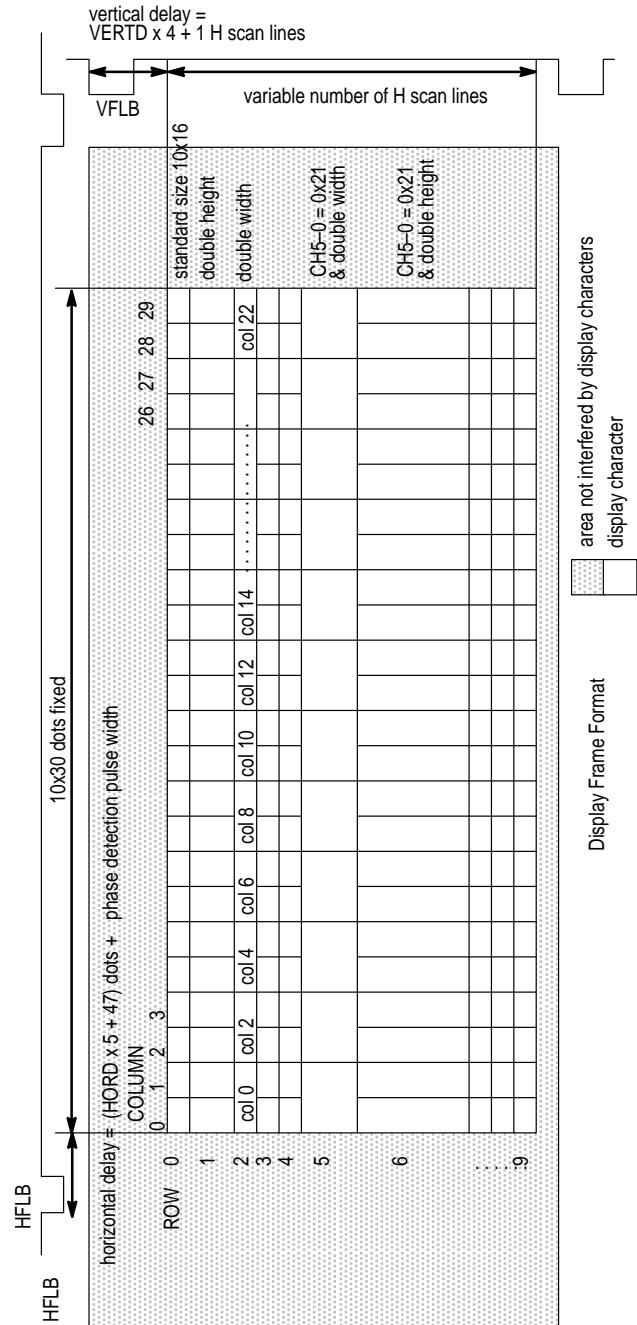 vertical delay =
VERTD x 4 + 1 H scan lines
VFLB
variable number of H scan lines
HFLB
HFLB
10x30 dots fixed
horizontal delay = (HORD x 5 + 47) dots + phase detection pulse width
COLUMN
0 1 2 3 26 27 28 29
ROW
0 standard size 10x16
1 double height
2 col 0 col 2 col 4 col 6 col 8 col 10 col 12 col 14 . . . . . . . . . . . . . . col 22 double width
3
4
5 CH5–0 = 0x21
& double width
6 CH5–0 = 0x21
& double height
. . . . .
9
area not interfered by display characters
display character
Display Frame Format